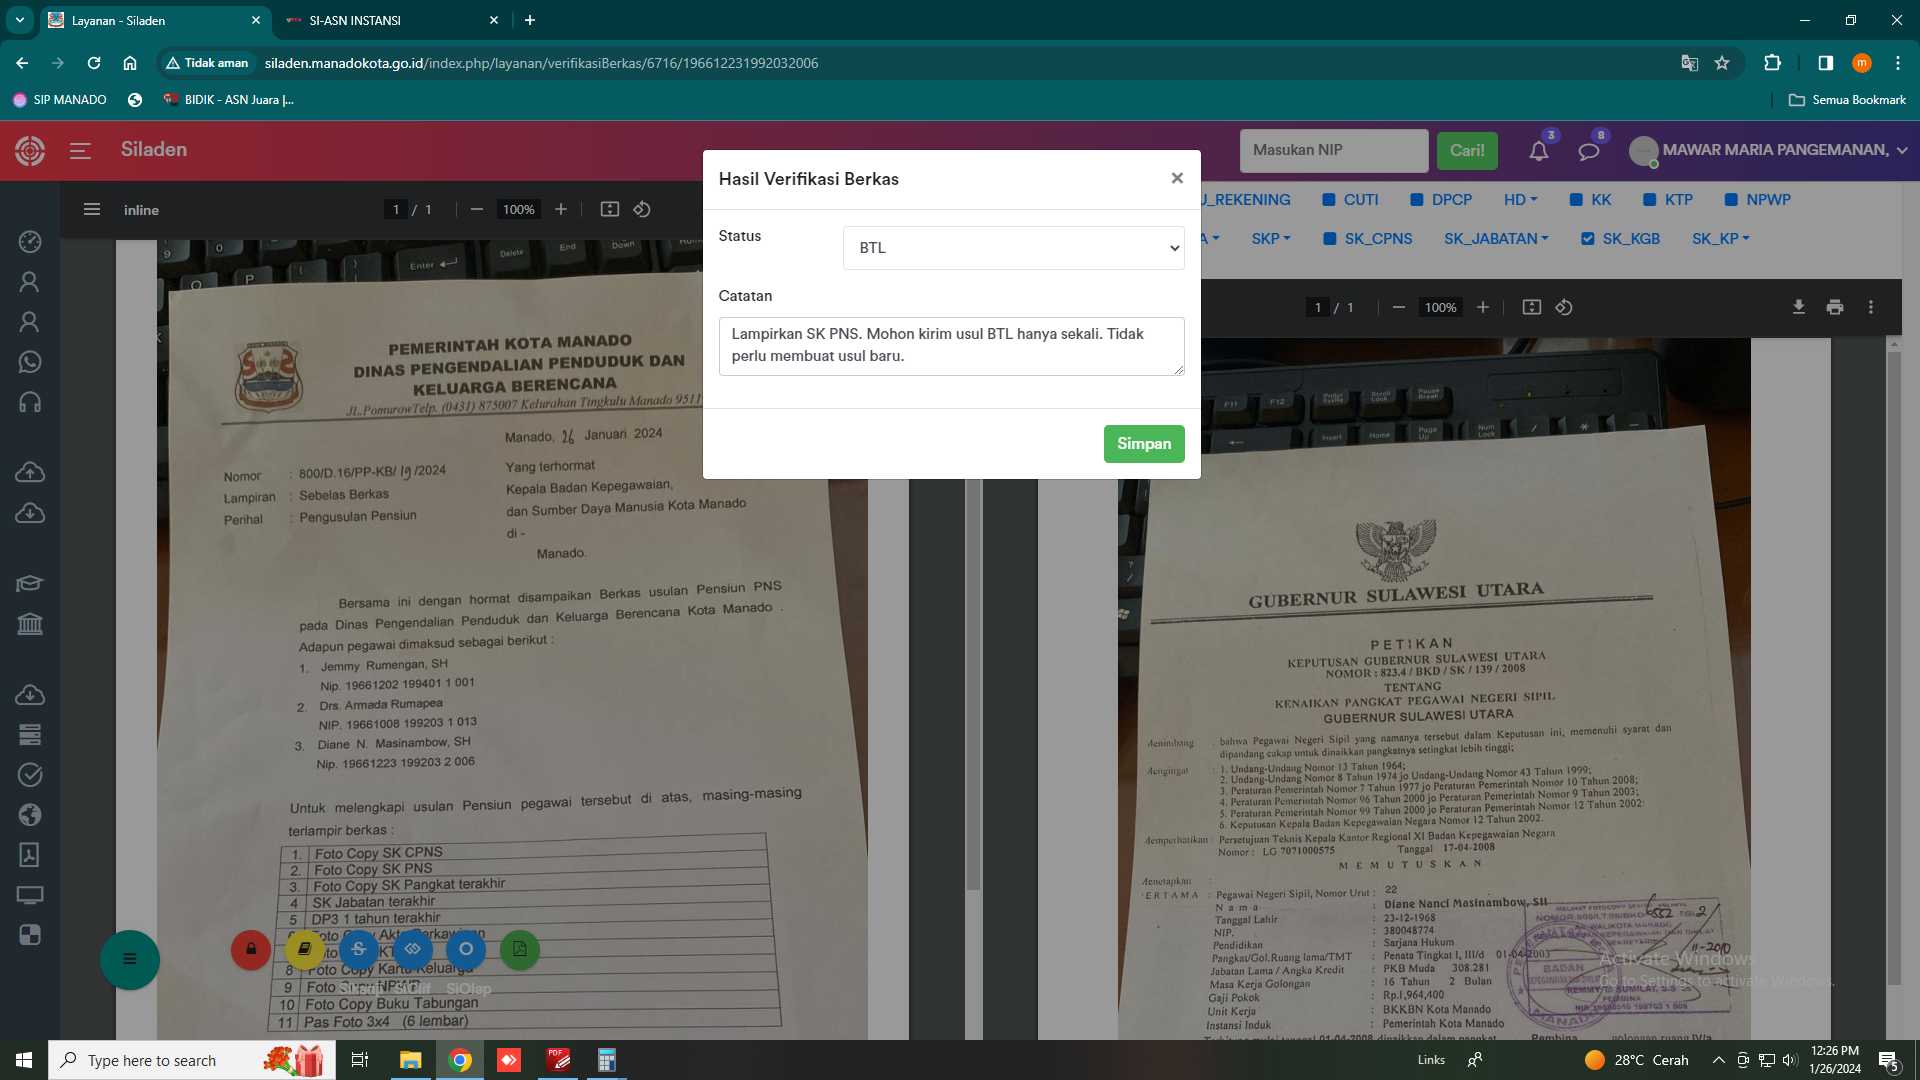 Layanan - Siladen
SI-ASN INSTANSI
Tidak aman
siladen.manadokota.go.id/index.php/layanan/verifikasiBerkas/6716/196612231992032006
SIP MANADO
BIDIK - ASN Juara |...
Semua Bookmark
Siladen
Masukan NIP
Cari!
3
8
MAWAR MARIA PANGEMANAN,
inline
1 / 1
100%
Hasil Verifikasi Berkas
Status
BTL
Catatan
Lampirkan SK PNS. Mohon kirim usul BTL hanya sekali. Tidak
perlu membuat usul baru.
Simpan
U_REKENING
CUTI
DPCP
HD
KK
KTP
NPWP
SKP
SK_CPNS
SK_JABATAN
SK_KGB
SK_KP
1 / 1
100%
PEMERINTAH KOTA MANADO
DINAS PENGENDALIAN PENDUDUK DAN
KELUARGA BERENCANA
JL.PomurowTelp. (0431) 875007 Kelurahan Tingkulu Manado 9511
Manado, 26 Januari 2024
Nomor : 800/D.16/PP-KB/ 19 /2024
Lampiran : Sebelas Berkas
Perihal : Pengusulan Pensiun
Yang terhormat
Kepala Badan Kepegawaian,
dan Sumber Daya Manusia Kota Manado
di -
Manado.
Bersama ini dengan hormat disampaikan Berkas usulan Pensiun PNS
pada Dinas Pengendalian Penduduk dan Keluarga Berencana Kota Manado .
Adapun pegawai dimaksud sebagai berikut :
1. Jemmy Rumengan, SH
Nip. 19661202 199401 1 001
2. Drs. Armada Rumapea
NIP. 19661008 199203 1 013
3. Diane N. Masinambow, SH
Nip. 19661223 199203 2 006
Untuk melengkapi usulan Pensiun pegawai tersebut di atas, masing-masing
terlampir berkas :
1. Foto Copy SK CPNS
2. Foto Copy SK PNS
3. Foto Copy SK Pangkat terakhir
4 SK Jabatan terakhir
5 DP3 1 tahun terakhir
8 Foto Copy Kartu Keluarga
9
10 Foto Copy Buku Tabungan
11 Pas Foto 3x4 (6 lembar)
SiOlap
GUBERNUR SULAWESI UTARA
PETIKAN
KEPUTUSAN GUBERNUR SULAWESI UTARA
NOMOR : 823.4 / BKD / SK / 139 / 2008
TENTANG
KENAIKAN PANGKAT PEGAWAI NEGERI SIPIL
GUBERNUR SULAWESI UTARA
Menimbang : bahwa Pegawai Negeri Sipil yang namanya tersebut dalam Keputusan ini, memenuhi syarat dan
dipandang cakap untuk dinaikkan pangkatnya setingkat lebih tinggi;
Mengingat : 1. Undang-Undang Nomor 13 Tahun 1964;
2. Undang-Undang Nomor 8 Tahun 1974 jo Undang-Undang Nomor 43 Tahun 1999;
3. Peraturan Pemerintah Nomor 7 Tahun 1977 jo Peraturan Pemerintah Nomor 10 Tahun 2008;
4. Peraturan Pemerintah Nomor 96 Tahun 2000 jo Peraturan Pemerintah Nomor 9 Tahun 2003;
5. Peraturan Pemerintah Nomor 99 Tahun 2000 jo Peraturan Pemerintah Nomor 12 Tahun 2002:
6. Keputusan Kepala Badan Kepegawaian Negara Nomor 12 Tahun 2002.
Memperhatikan : Persetujuan Teknis Kepala Kantor Regional XI Badan Kepegawaian Negara
Nomor : LG 7071000575 Tanggal 17-04-2008
M E M U T U S K A N
Menetapkan :
PERTAMA : Pegawai Negeri Sipil, Nomor Urut : 22
N a m a : Diane Nanci Masinambow, SH
Tanggal Lahir : 23-12-1968
NIP. : 380048774
Pendidikan : Sarjana Hukum
Pangkat/Gol.Ruang lama/TMT : Penata Tingkat I, III/d 01-04-2003
Jabatan Lama / Angka Kredit : PKB Muda 308.281
Masa Kerja Golongan : 16 Tahun 2 Bulan
Gaji Pokok : Rp.1,964,400
Unit Kerja : BKKBN Kota Manado
Instansi Induk : Pemerintah Kota Manado
BADAN
MANADO
Activate Windows
Go to Settings to activate Windows.
Type here to search
Links
28°C Cerah
12:26 PM
1/26/2024
5